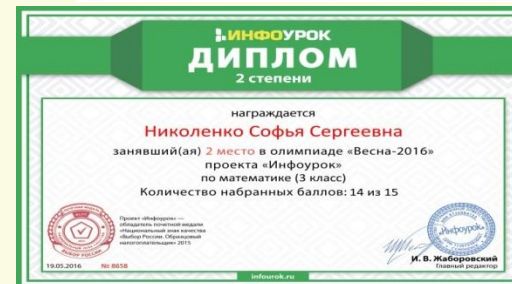 ИНФОУРОК
ДИПЛОМ
2 степени
награждается
Николенко Софья Сергеевна
занявший(ая) 2 место в олимпиаде «Весна-2016»
проекта «Инфоурок»
по математике (3 класс)
Количество набранных баллов: 14 из 15
Проект «Инфоурок» —
обладатель почетной медали
«Национальный знак качества
«Выбор России. Образцовый
налогоплательщик» 2015
«Инфоурок»
И. В. Жаборовский
Главный редактор
19.05.2016 № 8658
infourok.ru